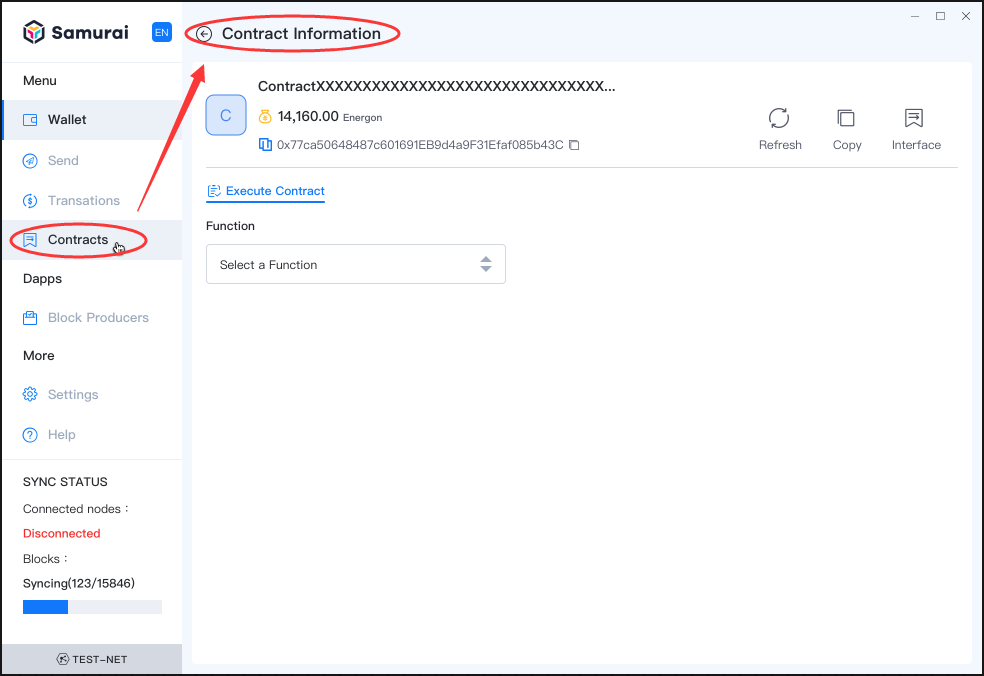 Samurai
EN
Menu
Wallet
Send
Transations
Contracts
Dapps
Block Producers
More
Settings
Help
SYNC STATUS
Connected nodes :
Disconnected
Blocks :
Syncing(123/15846)
TEST-NET
Contract Information
C
ContractXXXXXXXXXXXXXXXXXXXXXXXXXXXXXXX...
14,160.00 Energon
0x77ca50648487c601691EB9d4a9F31Efaf085b43C
Refresh
Copy
Interface
Execute Contract
Function
Select a Function